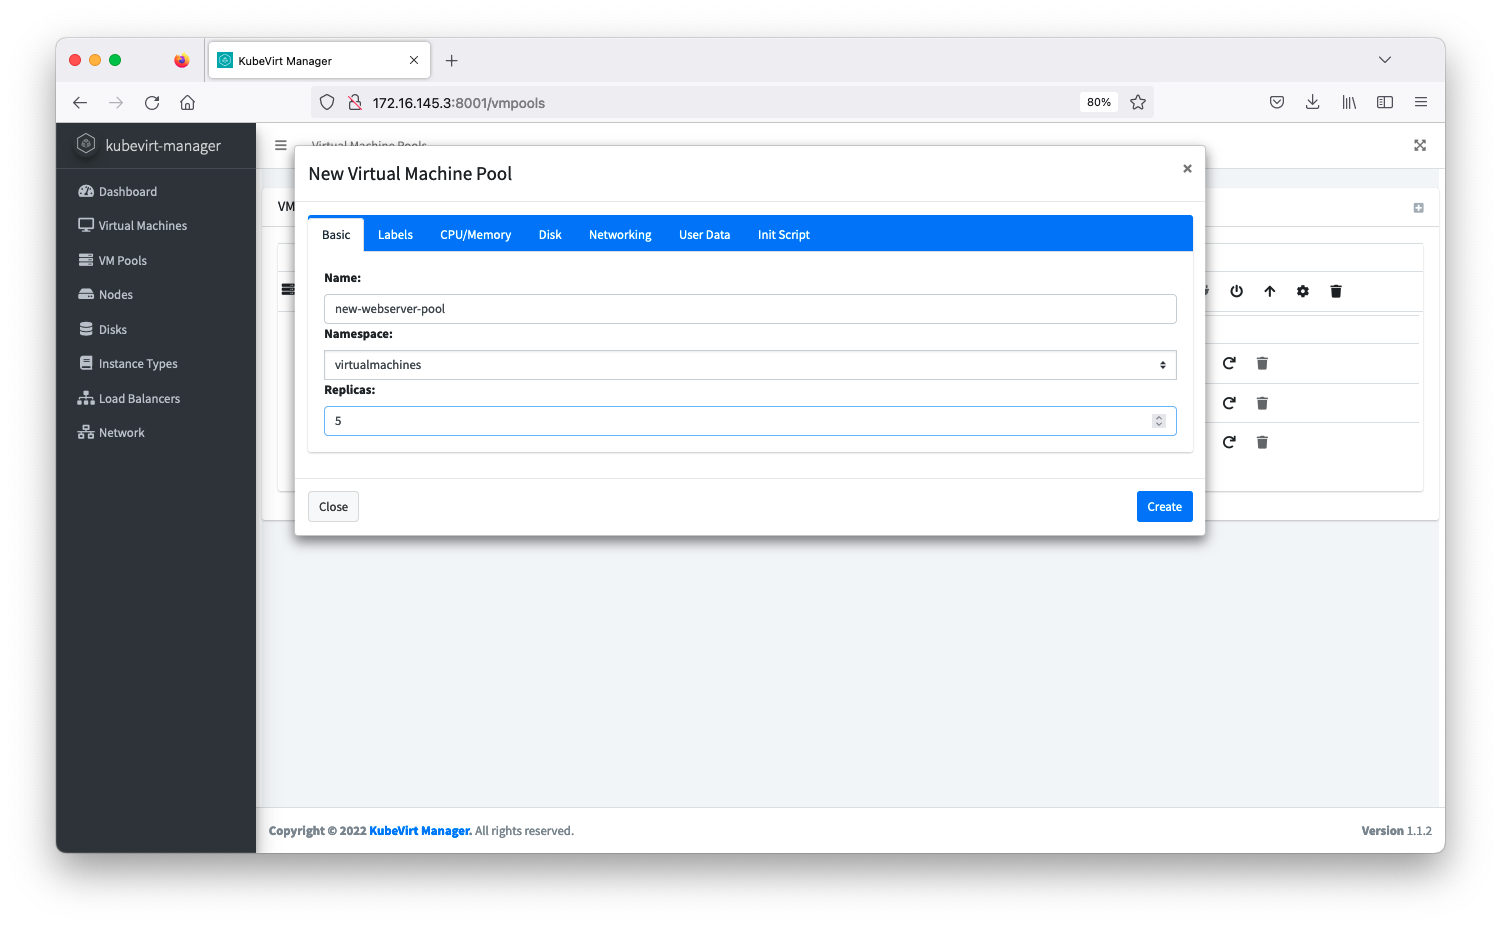 KubeVirt Manager
172.16.145.3:8001/vmpools
80%
kubevirt-manager
Virtual Machine Pools
Dashboard
Virtual Machines
VM Pools
Nodes
Disks
Instance Types
Load Balancers
Network
VM
New Virtual Machine Pool
Basic Labels CPU/Memory Disk Networking User Data Init Script
Name:
new-webserver-pool
Namespace:
virtualmachines
Replicas:
5
Close Create
Copyright © 2022 KubeVirt Manager. All rights reserved. Version 1.1.2